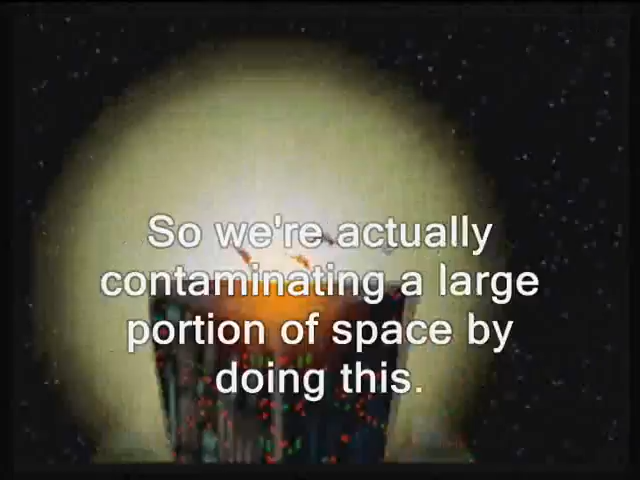 So we're actually
contaminating a large
portion of space by
doing this.